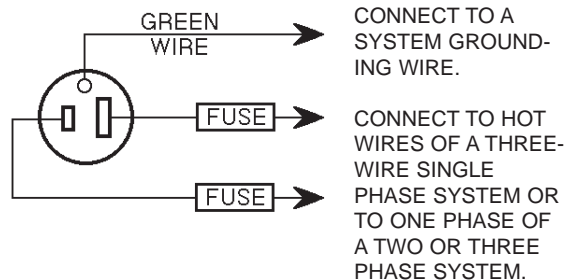 GREEN
WIRE
CONNECT TO A
SYSTEM GROUND-
ING WIRE.
FUSE
CONNECT TO HOT
WIRES OF A THREE-
WIRE SINGLE
PHASE SYSTEM OR
TO ONE PHASE OF
A TWO OR THREE
PHASE SYSTEM.
FUSE